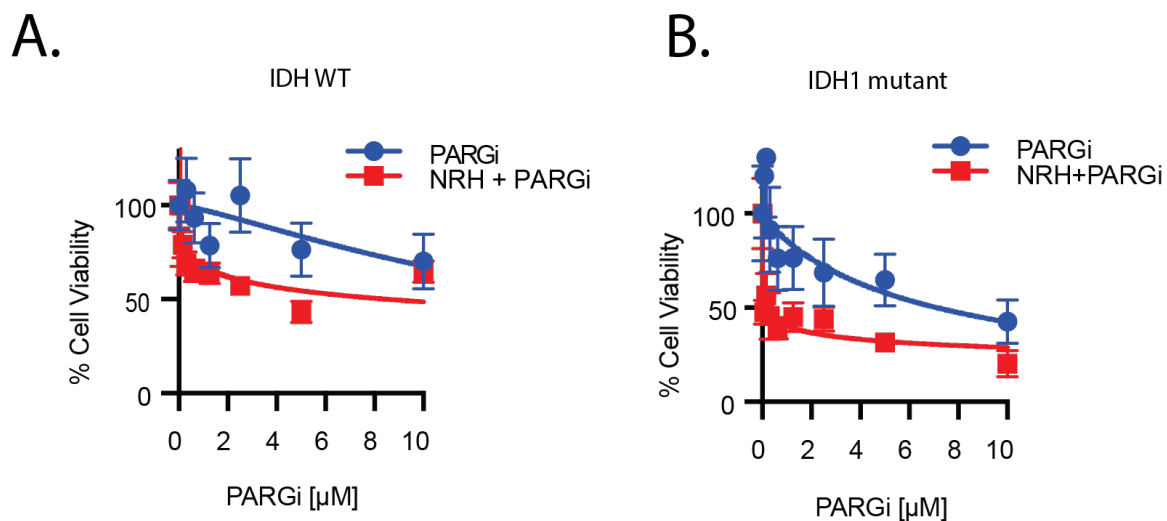 A.
IDH WT
PARGi
NRH + PARGi
% Cell Viability
100
50
0
0 2 4 6 8 10
PARGi [µM]
B.
IDH1 mutant
PARGi
NRH+PARGi
% Cell Viability
100
50
0
0 2 4 6 8 10
PARGi [µM]